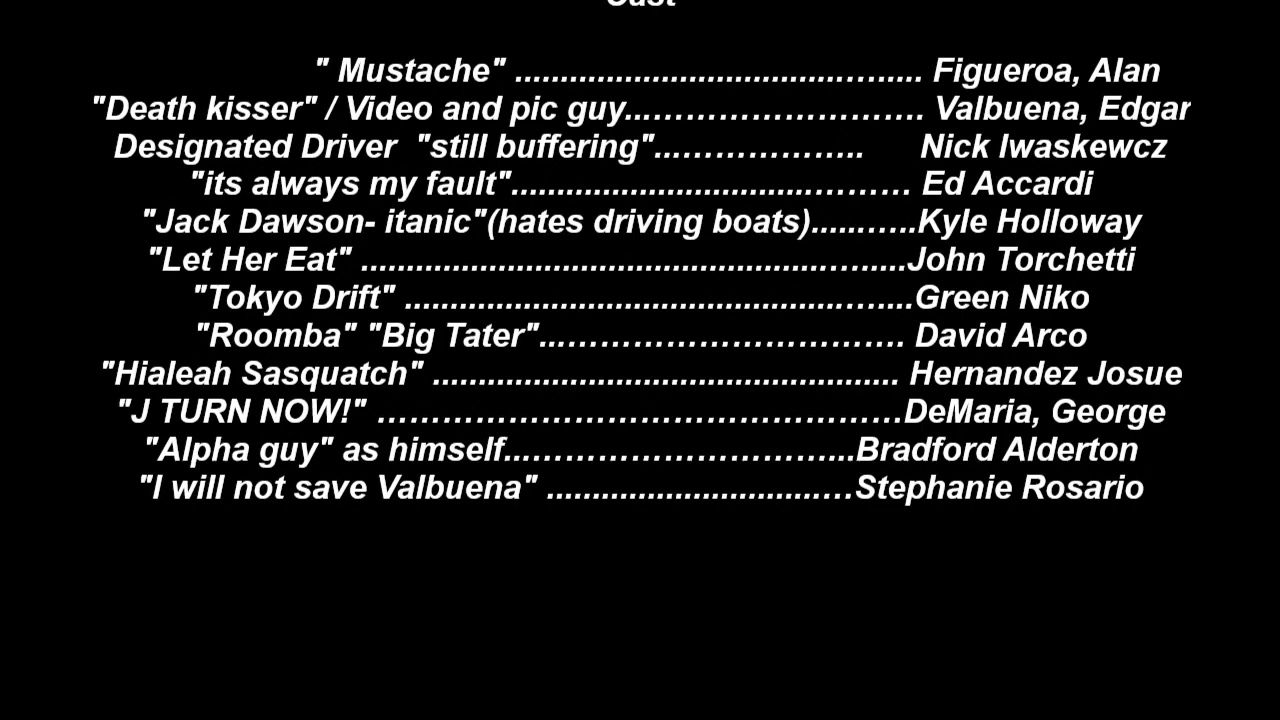 Cast
" Mustache" ............................................. Figueroa, Alan
"Death kisser" / Video and pic guy...………………………. Valbuena, Edgar
Designated Driver "still buffering"...……………….. Nick Iwaskewcz
"its always my fault"..................................……… Ed Accardi
"Jack Dawson- itanic"(hates driving boats)......…..Kyle Holloway
"Let Her Eat" ...................................................…......John Torchetti
"Tokyo Drift" ................................................…....Green Niko
"Roomba" "Big Tater"...………………………………. David Arco
"Hialeah Sasquatch" ................................................... Hernandez Josue
"J TURN NOW!" ………………………………………………….DeMaria, George
"Alpha guy" as himself...……………………………...Bradford Alderton
"I will not save Valbuena" ..............................…Stephanie Rosario